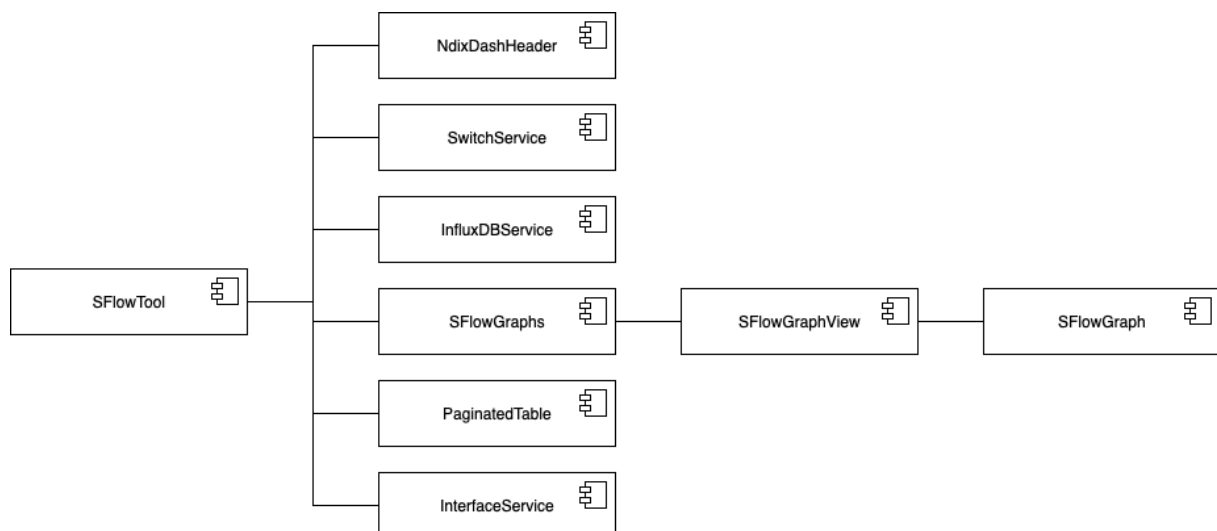 NdixDashHeader
SwitchService
InfluxDBService
SFlowTool
SFlowGraphs
SFlowGraphView
SFlowGraph
PaginatedTable
InterfaceService